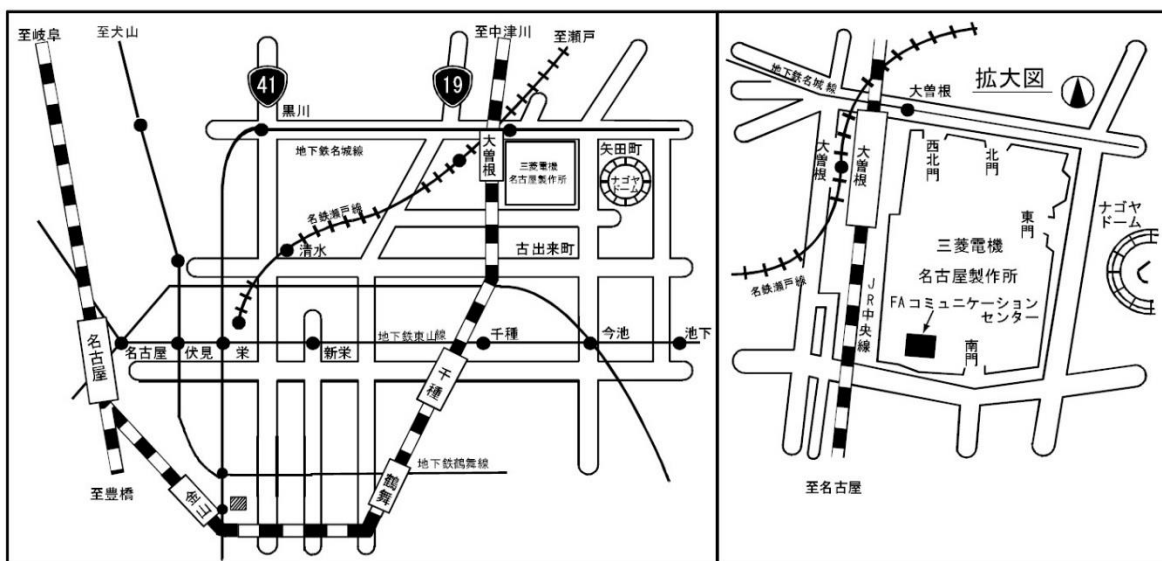 至岐阜
至犬山
41
19
至中津川
至瀬戸
黒川
地下鉄名城線
大曽根
三菱電機
名古屋製作所
矢田町
ナゴヤ
ドーム
名鉄瀬戸線
清水
古出来町
名古屋
名古屋
伏見
栄
新栄
地下鉄東山線
千種
今池
池下
千種
地下鉄鶴舞線
鶴舞
至豊橋
金山
拡大図
地下鉄名城線
大曽根
大曽根
大曽根
西北門
北門
東門
ナゴヤ
ドーム
三菱電機
名古屋製作所
名鉄瀬戸線
JR中央線
FAコミュニケーション
センター
南門
至名古屋